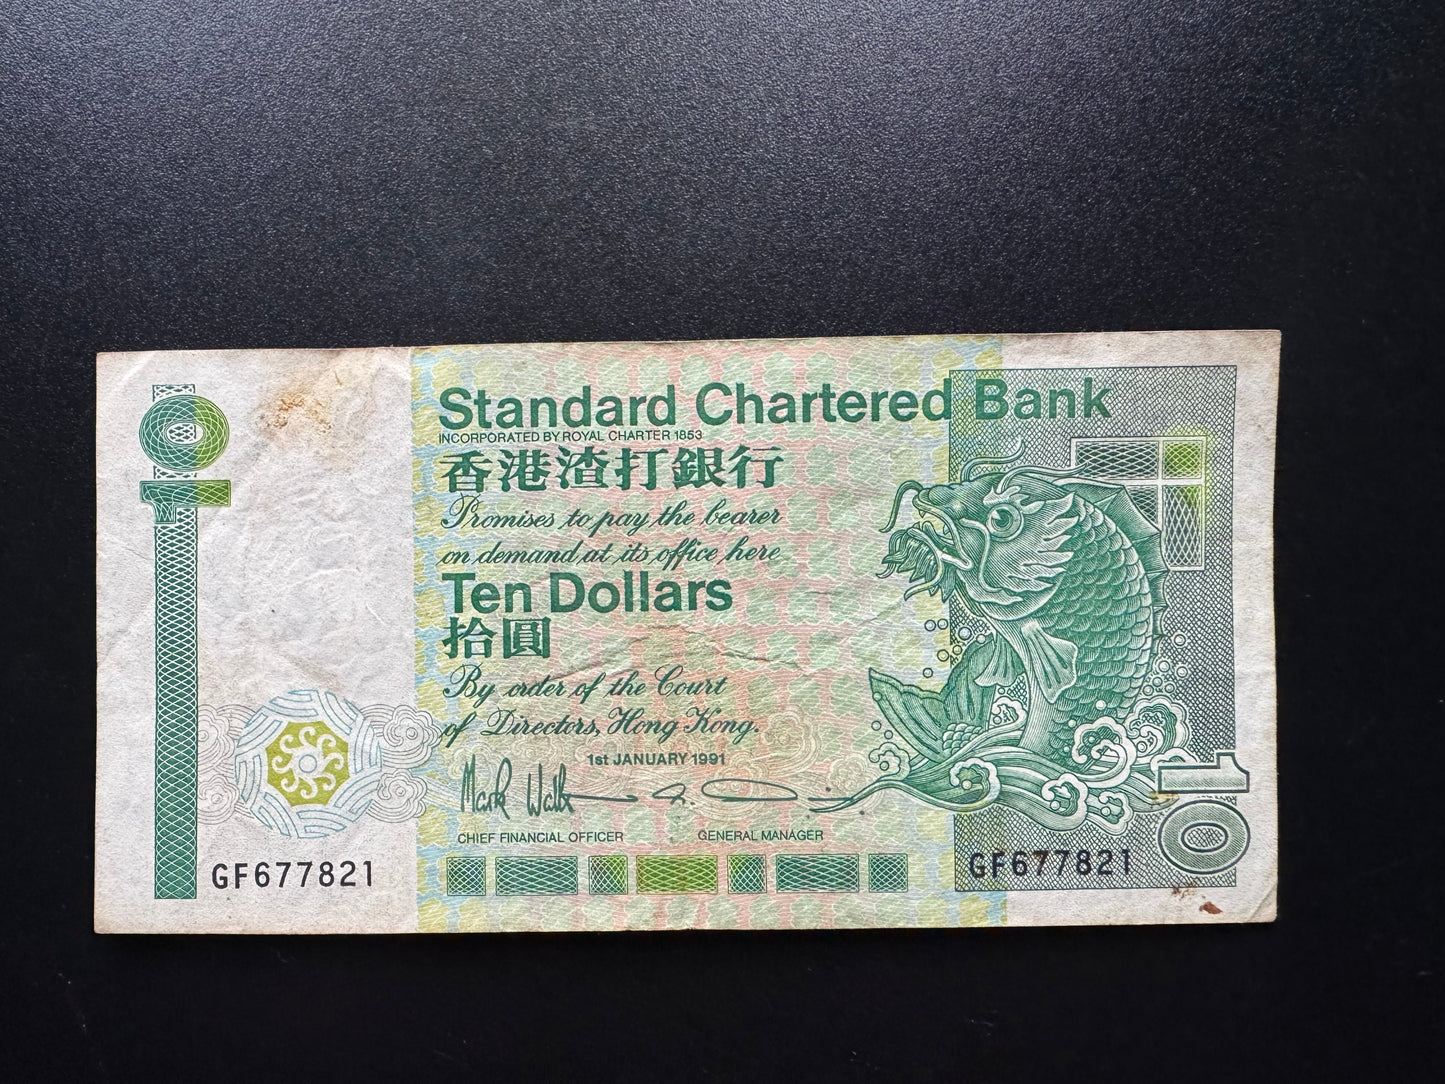 10
Standard Chartered Bank
INCORPORATED BY ROYAL CHARTER 1853
香港渣打銀行
Promises to pay the bearer
on demand at its office here
Ten Dollars
拾圓
By order of the Court
of Directors, Hong Kong.
1st JANUARY 1991
CHIEF FINANCIAL OFFICER GENERAL MANAGER
GF677821 GF677821
10